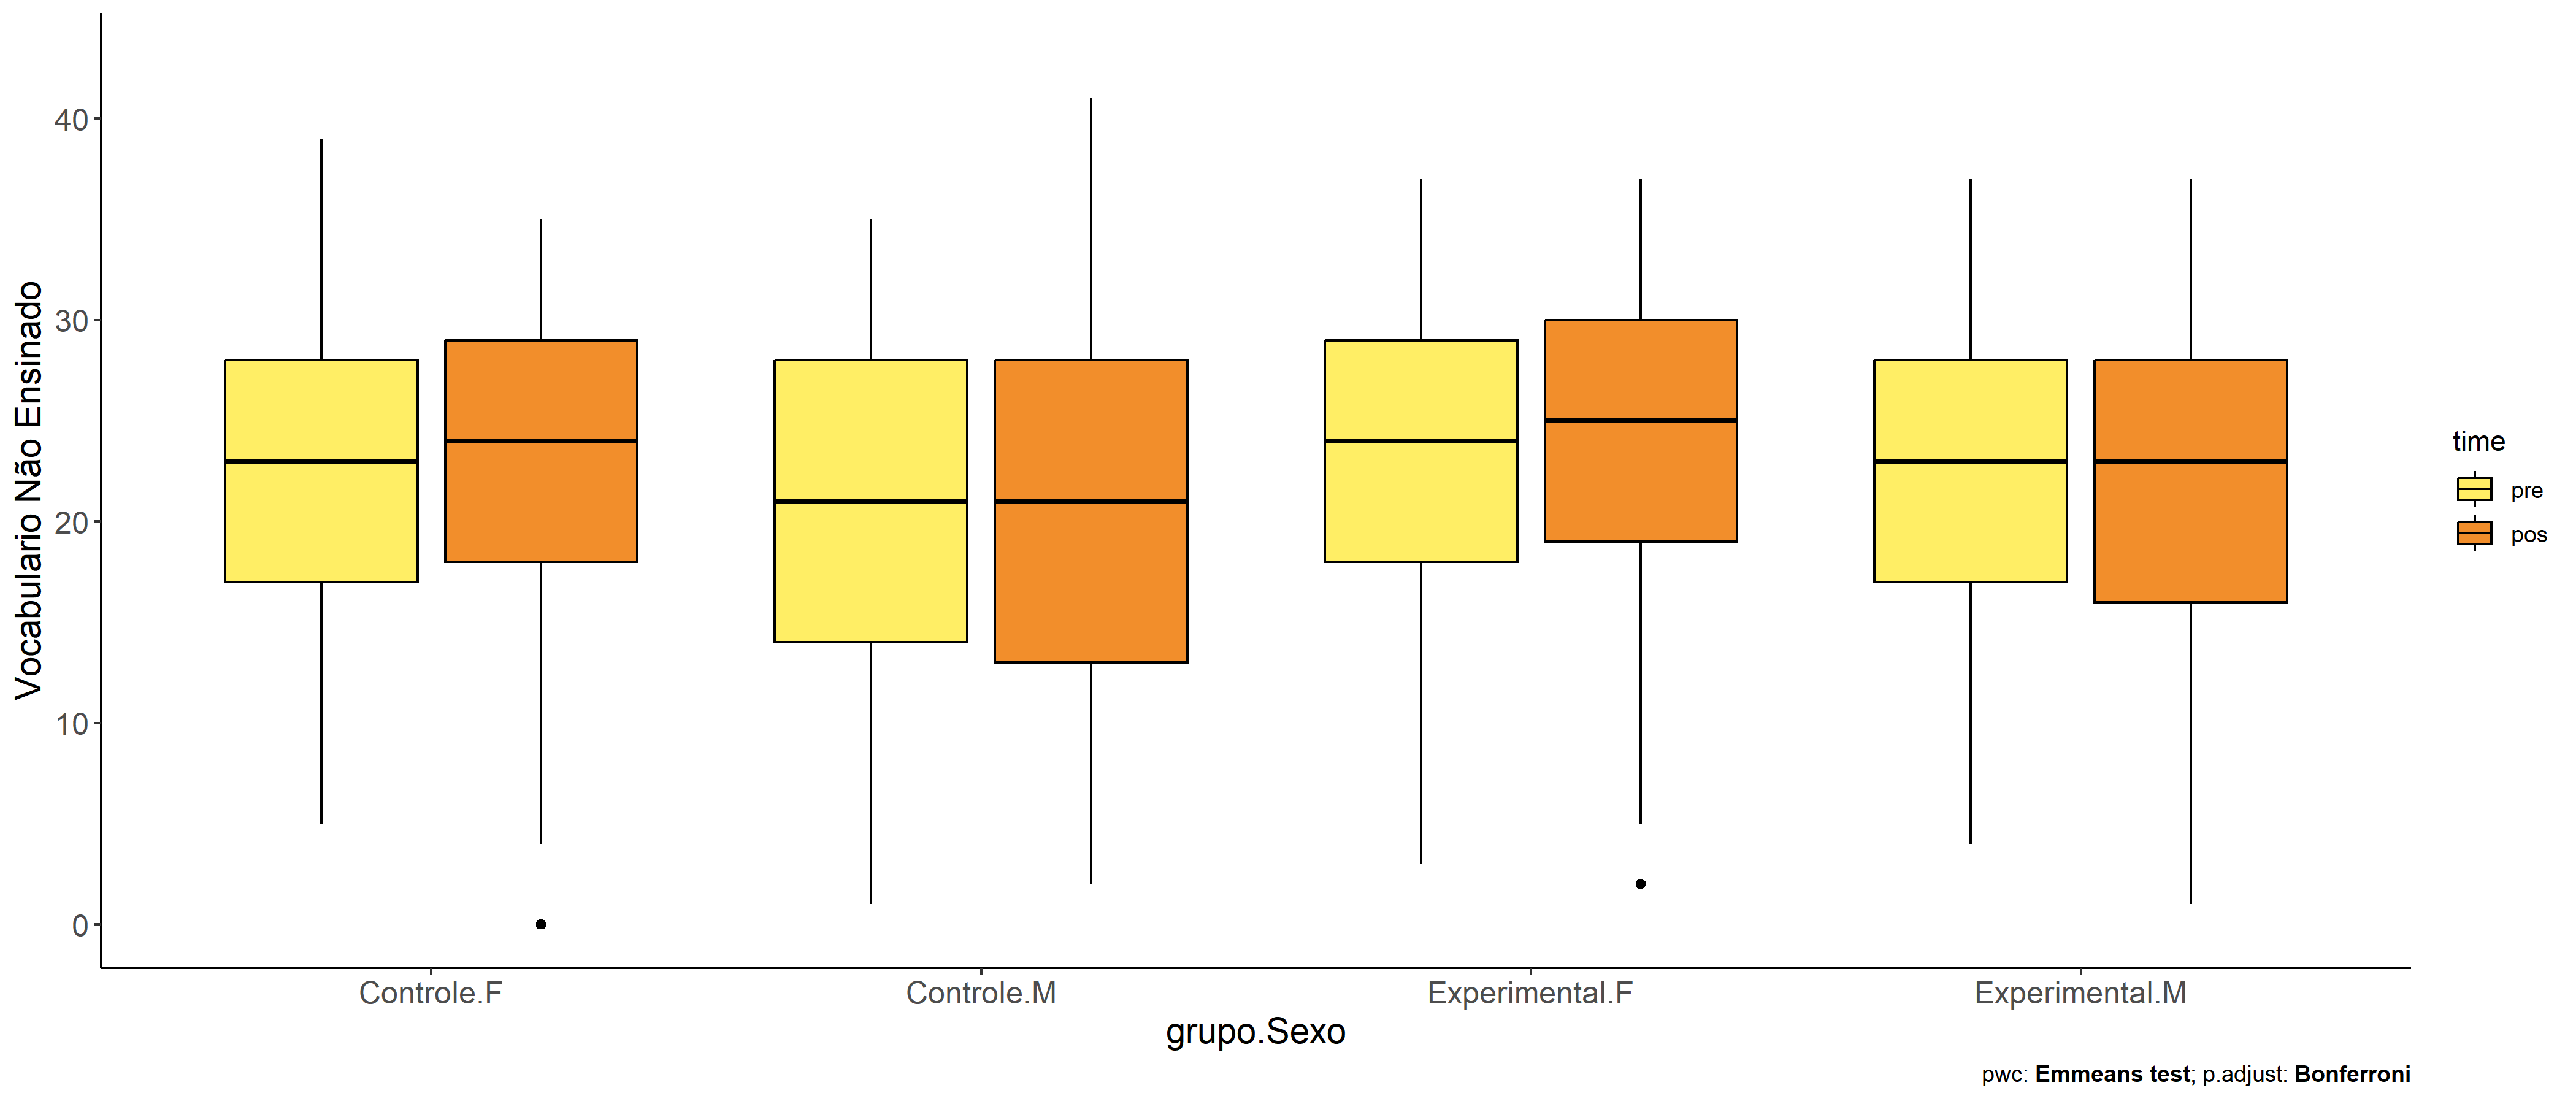 Vocabulario Não Ensinado
40
30
20
10
0
Controle.F
Controle.M
Experimental.F
Experimental.M
grupo.Sexo
time
pre
pos
pwc: Emmeans test; p.adjust: Bonferroni